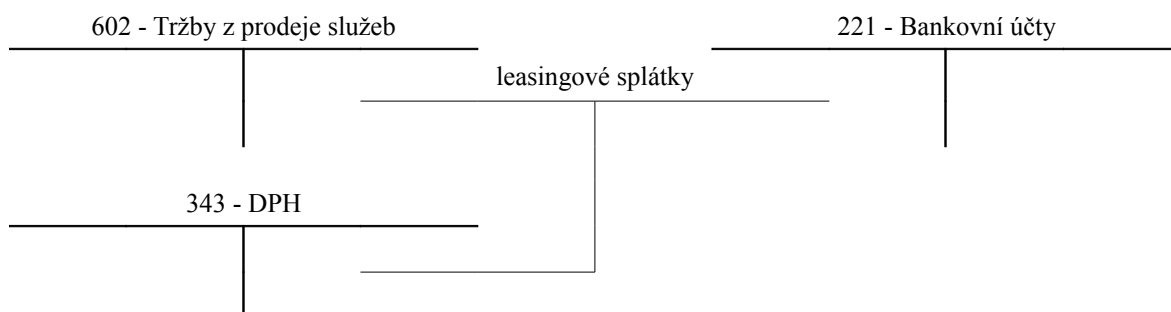 602 - Tržby z prodeje služeb
221 - Bankovní účty
leasingové splátky
343 - DPH